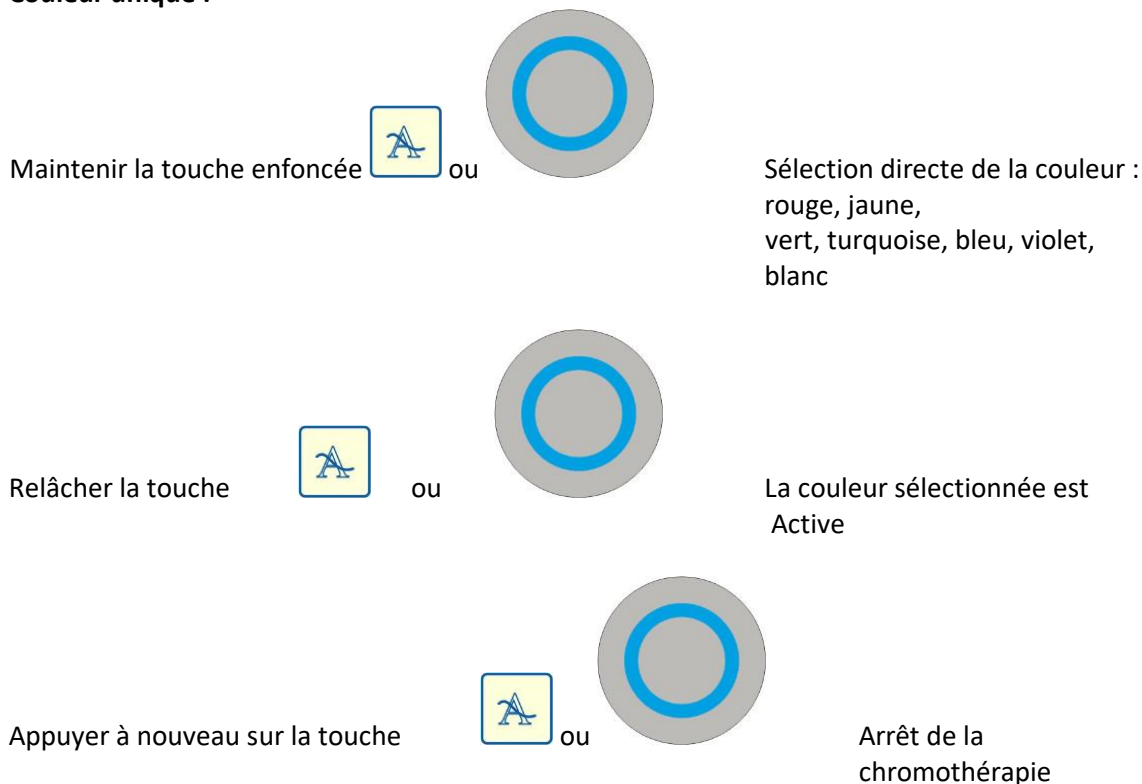 Couleur unique :
Maintenir la touche enfoncée A ou
Sélection directe de la couleur :
rouge, jaune,
vert, turquoise, bleu, violet,
blanc
Relâcher la touche A ou
La couleur sélectionnée est
Active
Appuyer à nouveau sur la touche A ou
Arrêt de la
chromothérapie